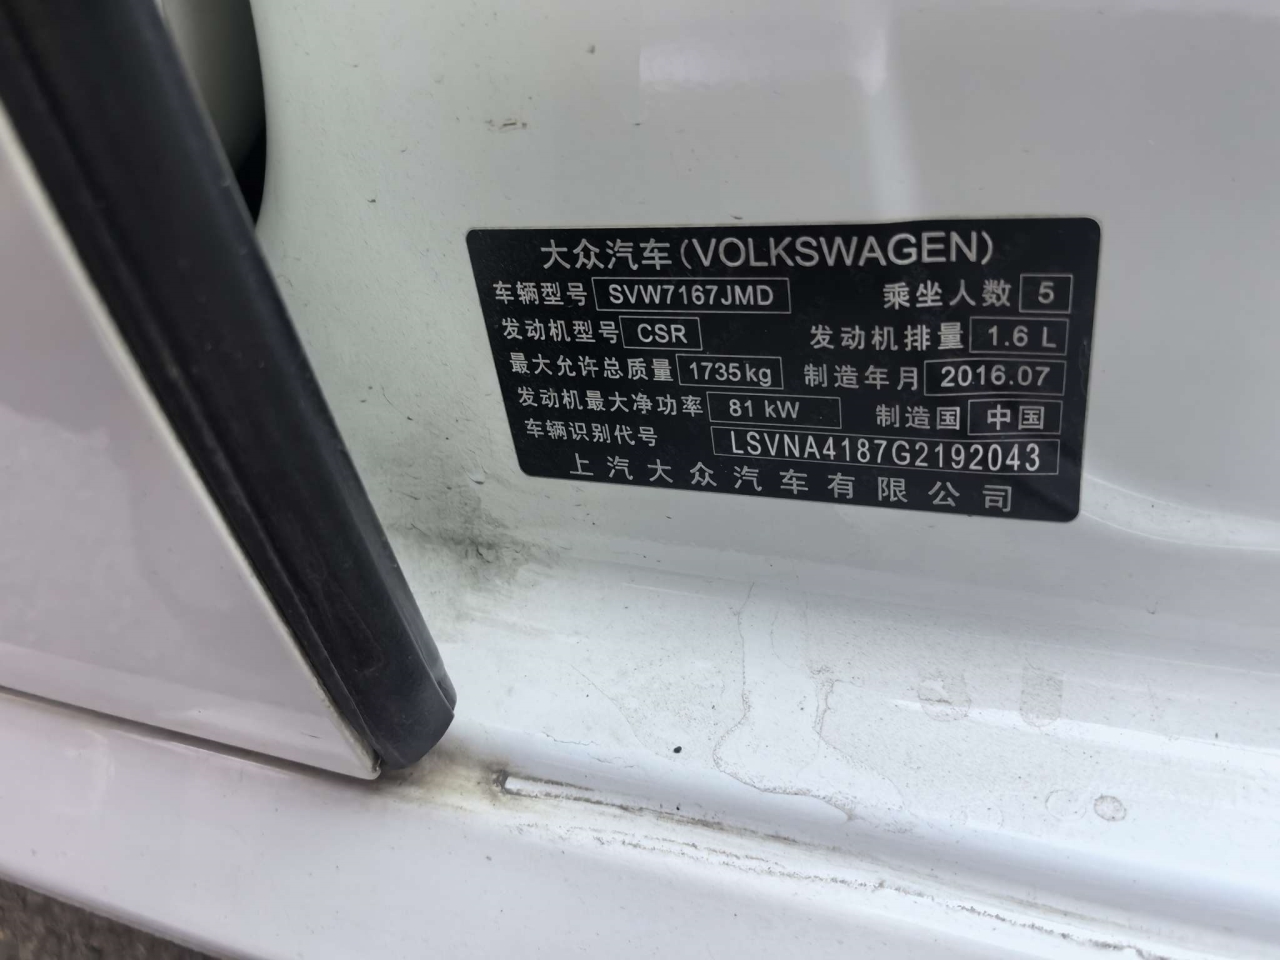 大众汽车(VOLKSWAGEN)
车辆型号 SVW7167JMD 乘坐人数 5
发动机型号 CSR 发动机排量 1.6 L
最大允许总质量 1735kg 制造年月 2016.07
发动机最大净功率 81 kW 制造国 中国
车辆识别代号 LSVNA4187G2192043
上汽大众汽车有限公司